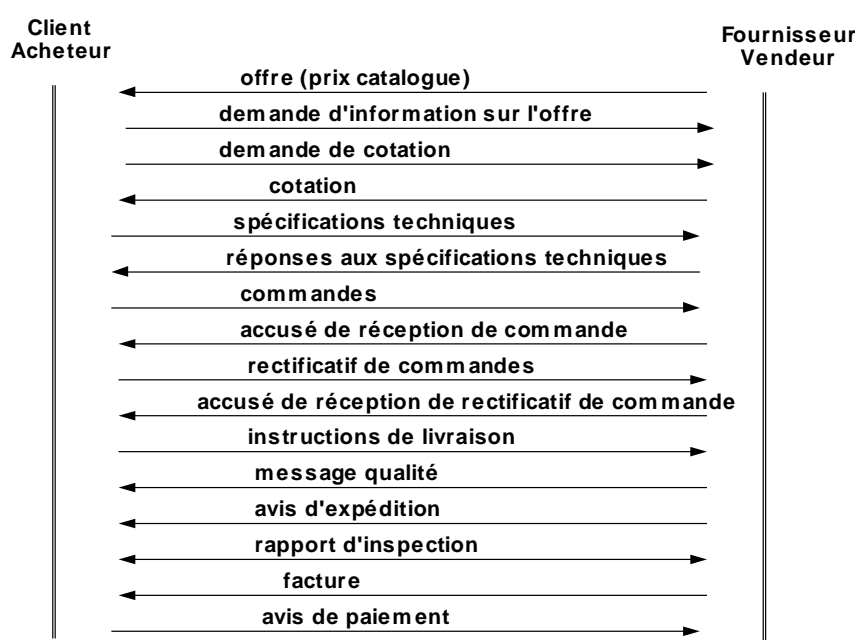 Client
Acheteur
Fournisseur
Vendeur
offre (prix catalogue)
demande d'information sur l'offre
demande de cotation
cotation
spécifications techniques
réponses aux spécifications techniques
commandes
accusé de réception de commande
rectificatif de commandes
accusé de réception de rectificatif de commande
instructions de livraison
message qualité
avis d'expédition
rapport d'inspection
facture
avis de paiement